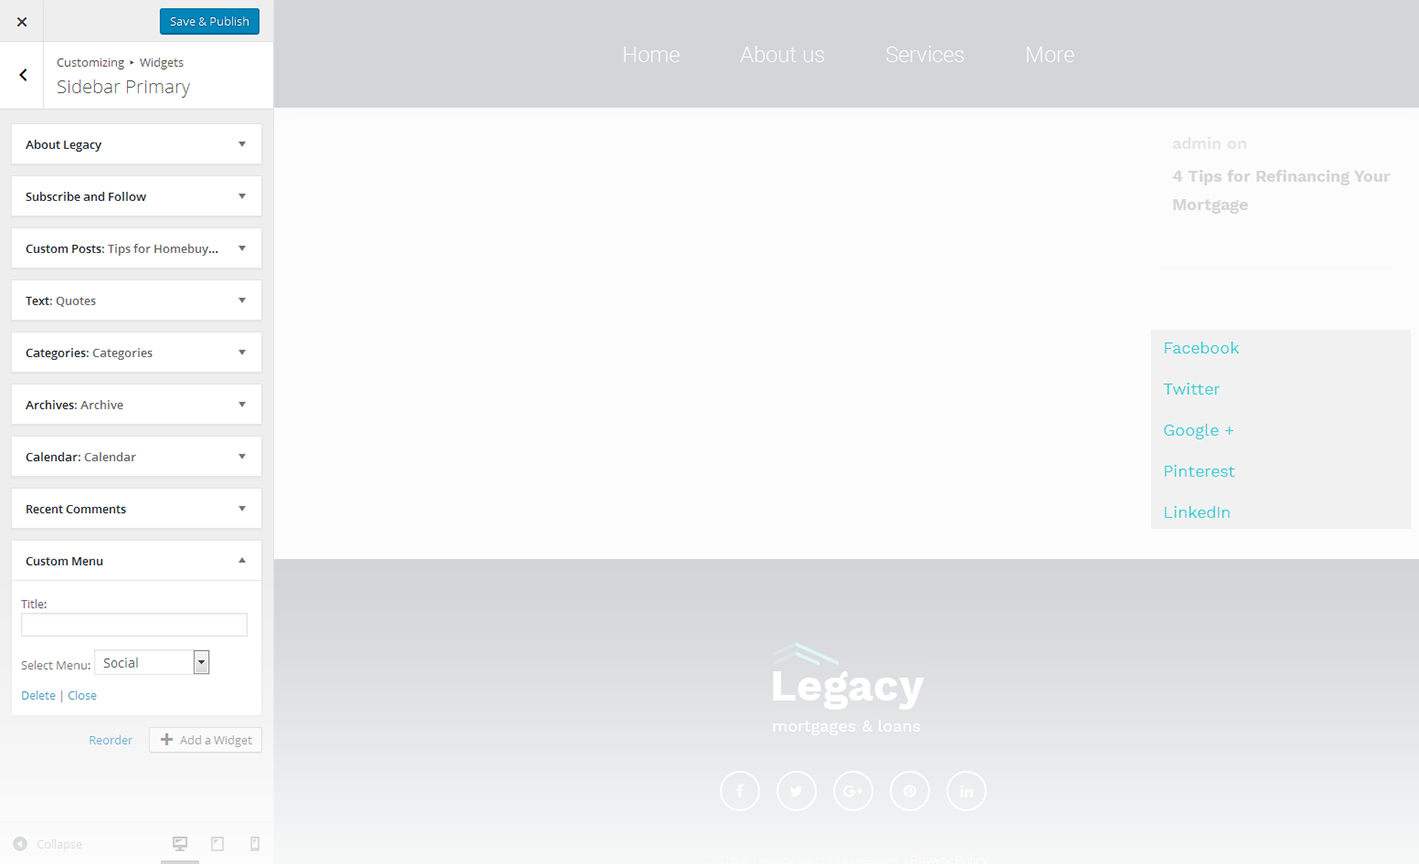 Save & Publish
Customizing ▸ Widgets
Sidebar Primary
About Legacy
Subscribe and Follow
Custom Posts: Tips for Homebuy...
Text: Quotes
Categories: Categories
Archives: Archive
Calendar: Calendar
Recent Comments
Custom Menu
Title:
Select Menu: Social
Delete | Close
Reorder
Add a Widget
Collapse
Home About us Services More
admin on
4 Tips for Refinancing Your
Mortgage
Facebook
Twitter
Google +
Pinterest
LinkedIn
Legacy
mortgages & loans
Privacy Policy